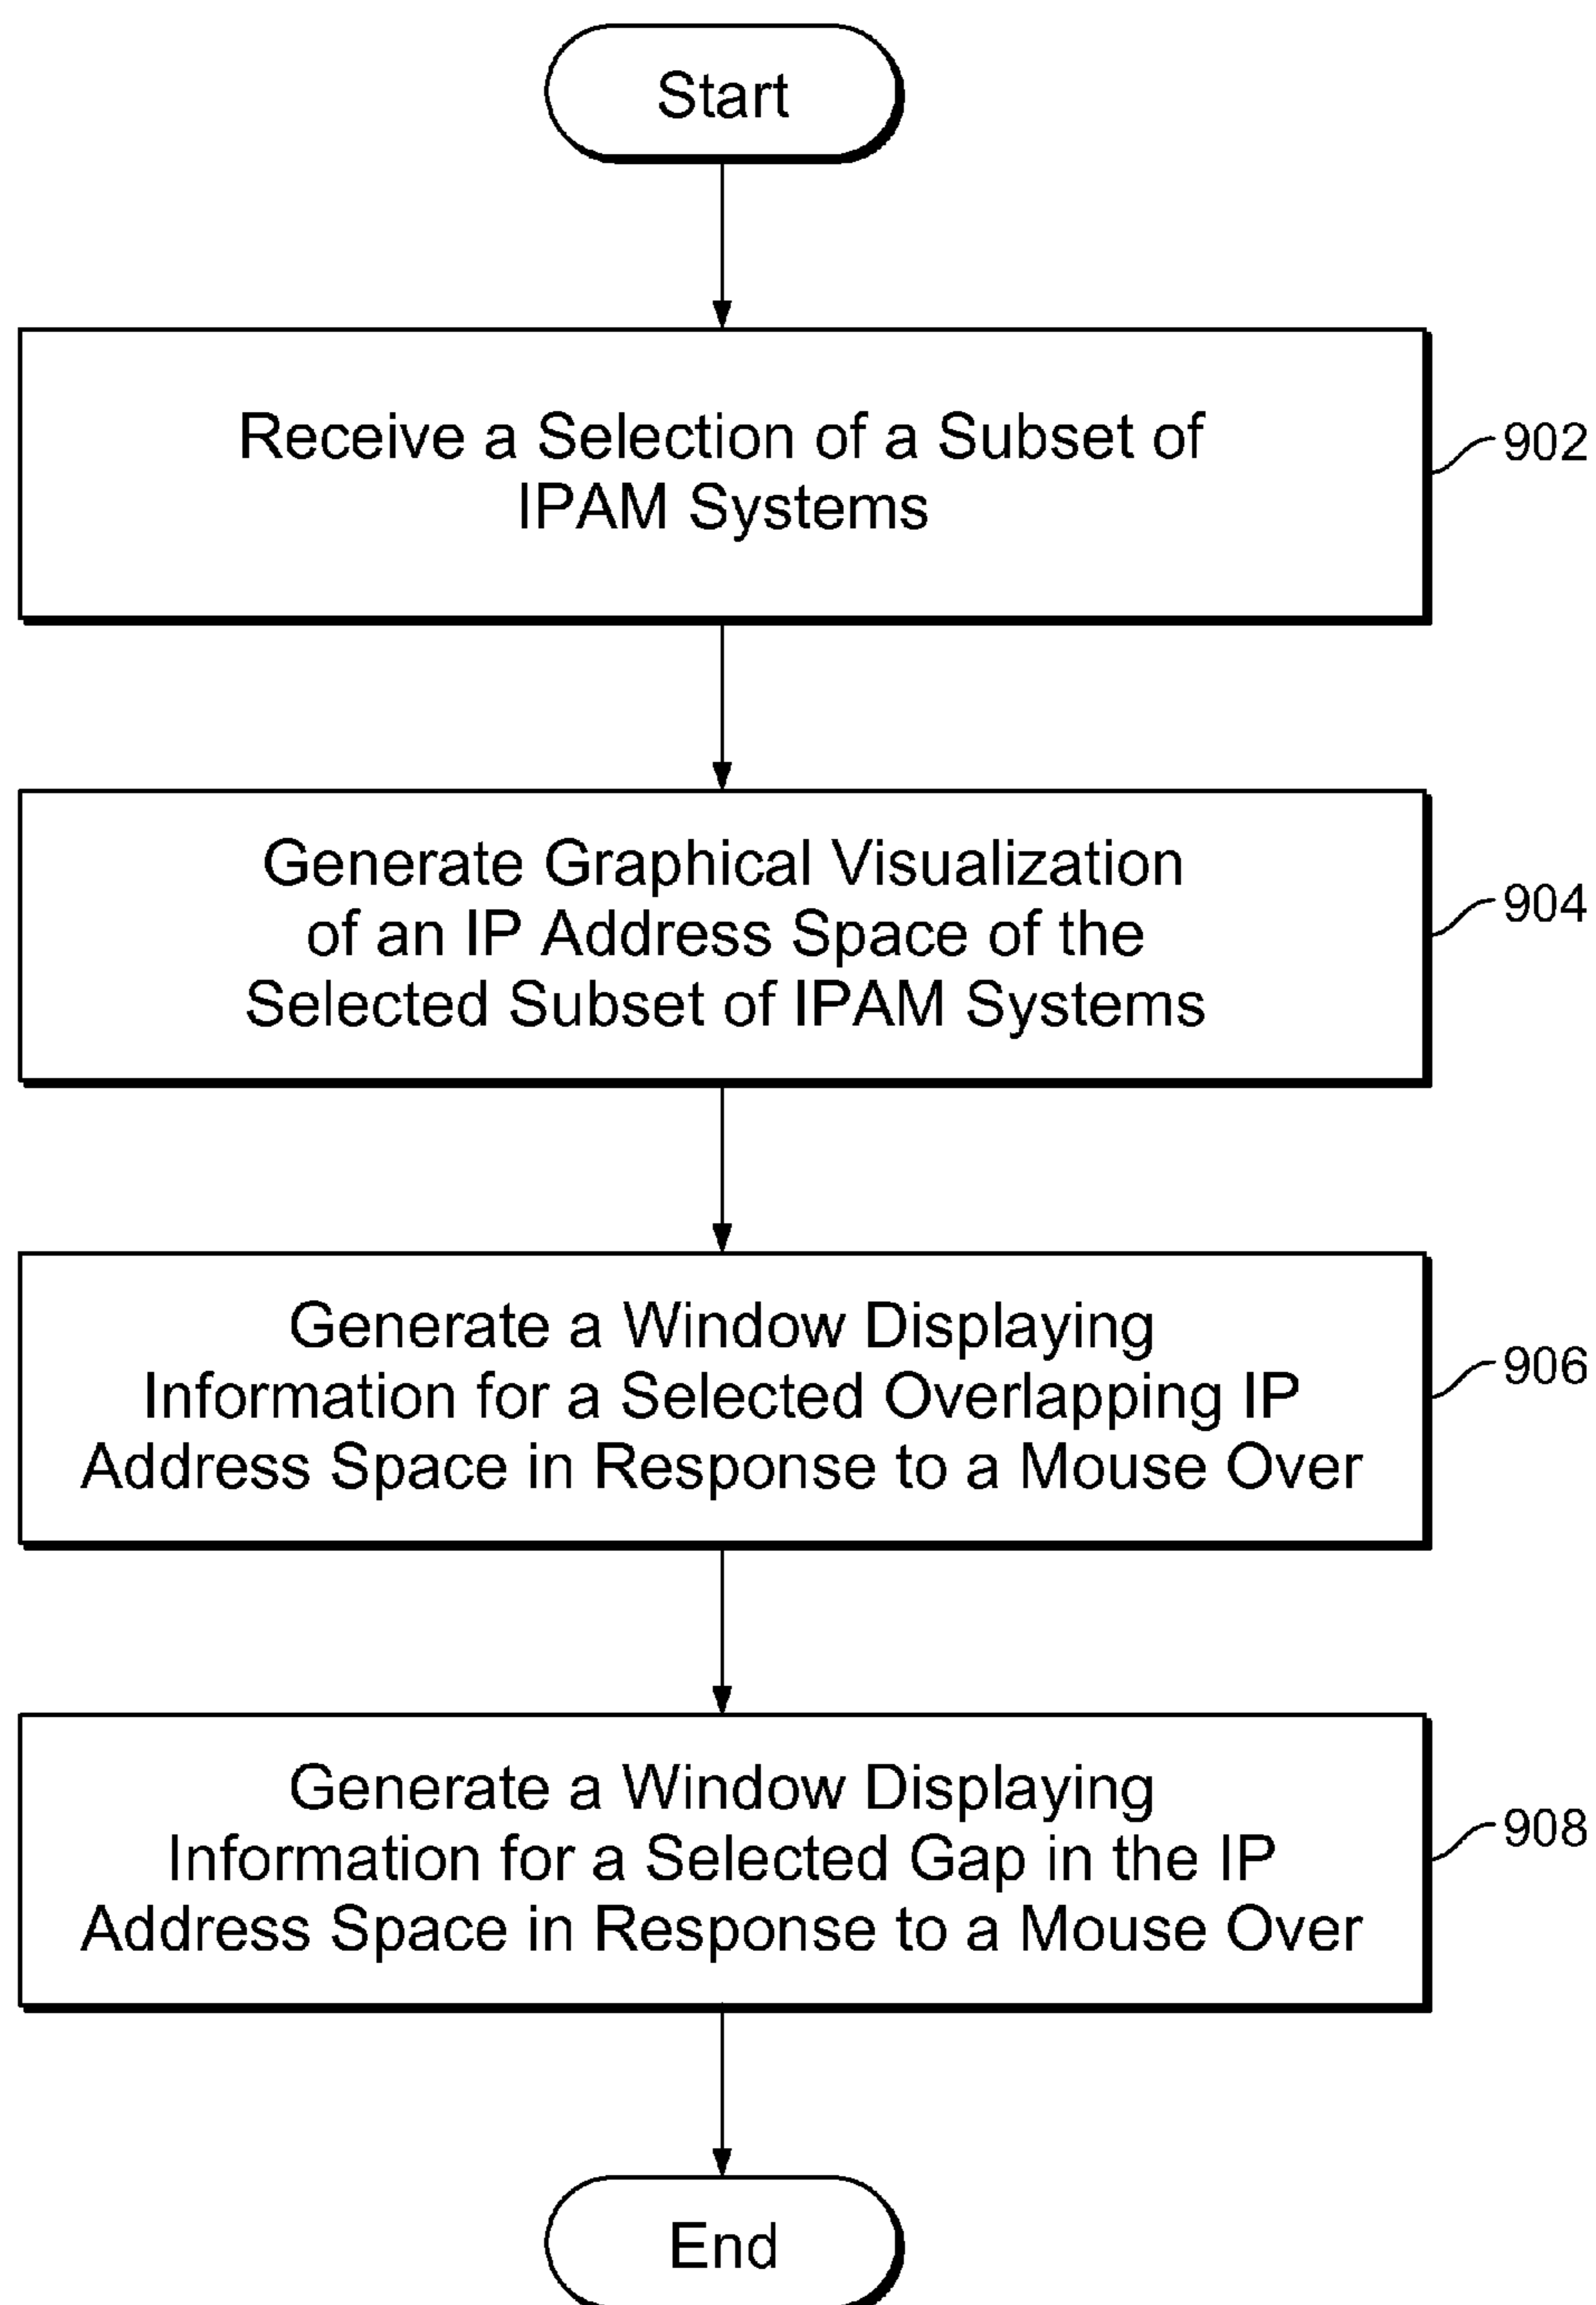 Start
Receive a Selection of a Subset of
IPAM Systems
902
Generate Graphical Visualization
of an IP Address Space of the
Selected Subset of IPAM Systems
904
Generate a Window Displaying
Information for a Selected Overlapping IP
Address Space in Response to a Mouse Over
906
Generate a Window Displaying
Information for a Selected Gap in the IP
Address Space in Response to a Mouse Over
908
End